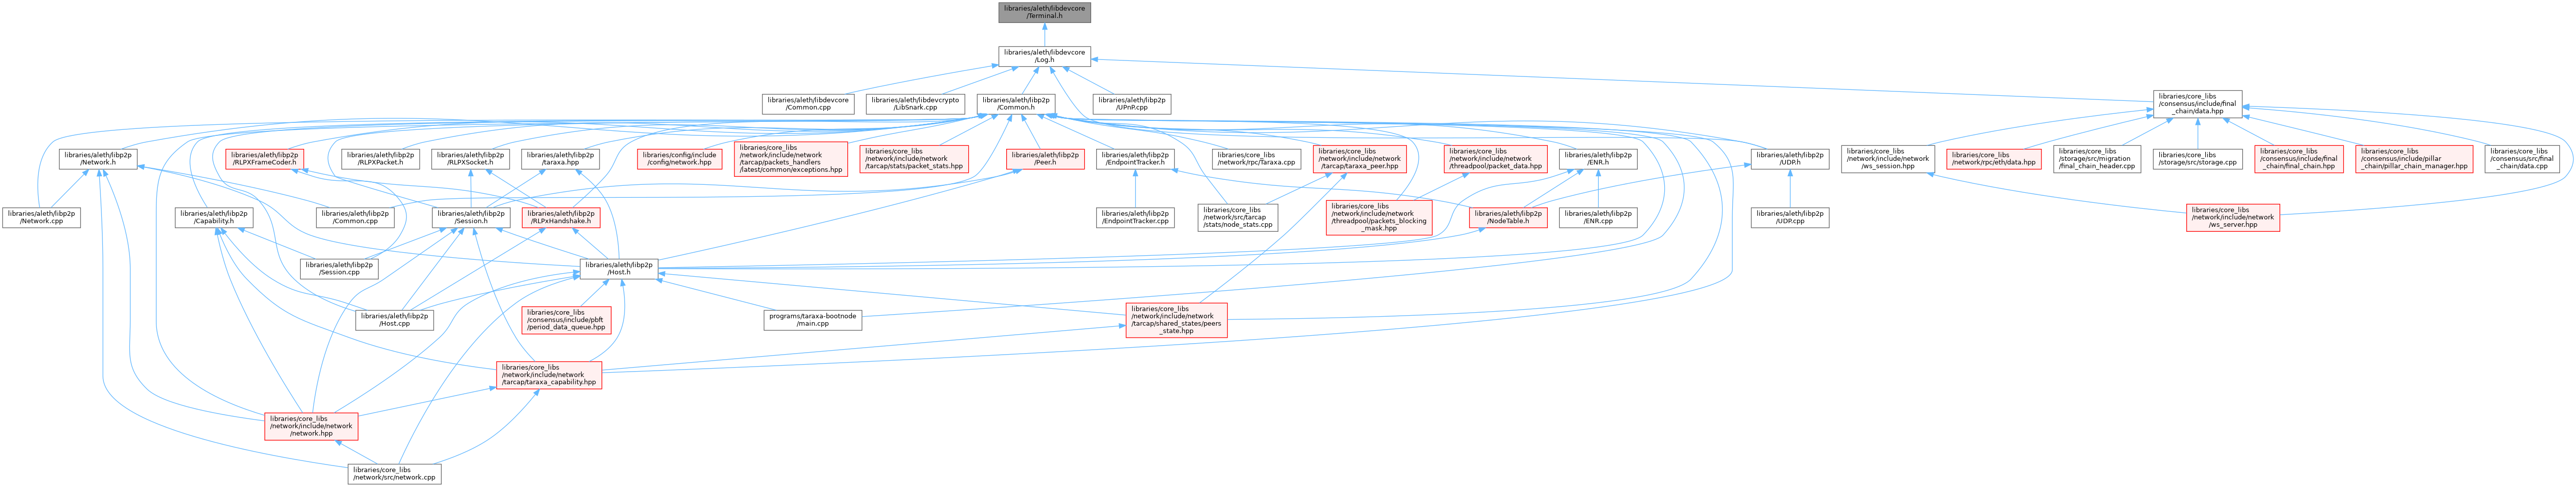 libraries/aleth/libdevcore
/Terminal.h
libraries/aleth/libdevcore
/Log.h
libraries/aleth/libdevcore
/Common.cpp
libraries/aleth/libdevcrypto
/LibSnark.cpp
libraries/aleth/libp2p
/Common.h
libraries/aleth/libp2p
/UPnP.cpp
libraries/core_libs
/consensus/include/final
_chain/data.hpp
libraries/aleth/libp2p
/Network.h
libraries/aleth/libp2p
/RLPXFrameCoder.h
libraries/aleth/libp2p
/RLPXPacket.h
libraries/aleth/libp2p
/RLPXSocket.h
libraries/aleth/libp2p
/taraxa.hpp
libraries/config/include
/config/network.hpp
libraries/core_libs
/network/include/network
/tarcap/packets_handlers
/latest/common/exceptions.hpp
libraries/core_libs
/network/include/network
/tarcap/stats/packet_stats.hpp
libraries/aleth/libp2p
/Peer.h
libraries/aleth/libp2p
/EndpointTracker.h
libraries/core_libs
/network/rpc/Taraxa.cpp
libraries/core_libs
/network/include/network
/tarcap/taraxa_peer.hpp
libraries/core_libs
/network/include/network
/threadpool/packet_data.hpp
libraries/aleth/libp2p
/ENR.h
libraries/aleth/libp2p
/UDP.h
libraries/core_libs
/network/include/network
/ws_session.hpp
libraries/core_libs
/network/rpc/eth/data.hpp
libraries/core_libs
/storage/src/migration
/final_chain_header.cpp
libraries/core_libs
/storage/src/storage.cpp
libraries/core_libs
/consensus/include/final
_chain/final_chain.hpp
libraries/core_libs
/consensus/include/pillar
_chain/pillar_chain_manager.hpp
libraries/core_libs
/consensus/src/final
_chain/data.cpp
libraries/aleth/libp2p
/Network.cpp
libraries/aleth/libp2p
/Capability.h
libraries/aleth/libp2p
/Common.cpp
libraries/aleth/libp2p
/Session.h
libraries/aleth/libp2p
/RLPxHandshake.h
libraries/aleth/libp2p
/EndpointTracker.cpp
libraries/core_libs
/network/src/tarcap
/stats/node_stats.cpp
libraries/core_libs
/network/include/network
/threadpool/packets_blocking
_mask.hpp
libraries/aleth/libp2p
/NodeTable.h
libraries/aleth/libp2p
/ENR.cpp
libraries/aleth/libp2p
/UDP.cpp
libraries/core_libs
/network/include/network
/ws_server.hpp
libraries/aleth/libp2p
/Session.cpp
libraries/aleth/libp2p
/Host.h
libraries/aleth/libp2p
/Host.cpp
libraries/core_libs
/consensus/include/pbft
/period_data_queue.hpp
programs/taraxa-bootnode
/main.cpp
libraries/core_libs
/network/include/network
/tarcap/shared_states/peers
_state.hpp
libraries/core_libs
/network/include/network
/tarcap/taraxa_capability.hpp
libraries/core_libs
/network/include/network
/network.hpp
libraries/core_libs
/network/src/network.cpp